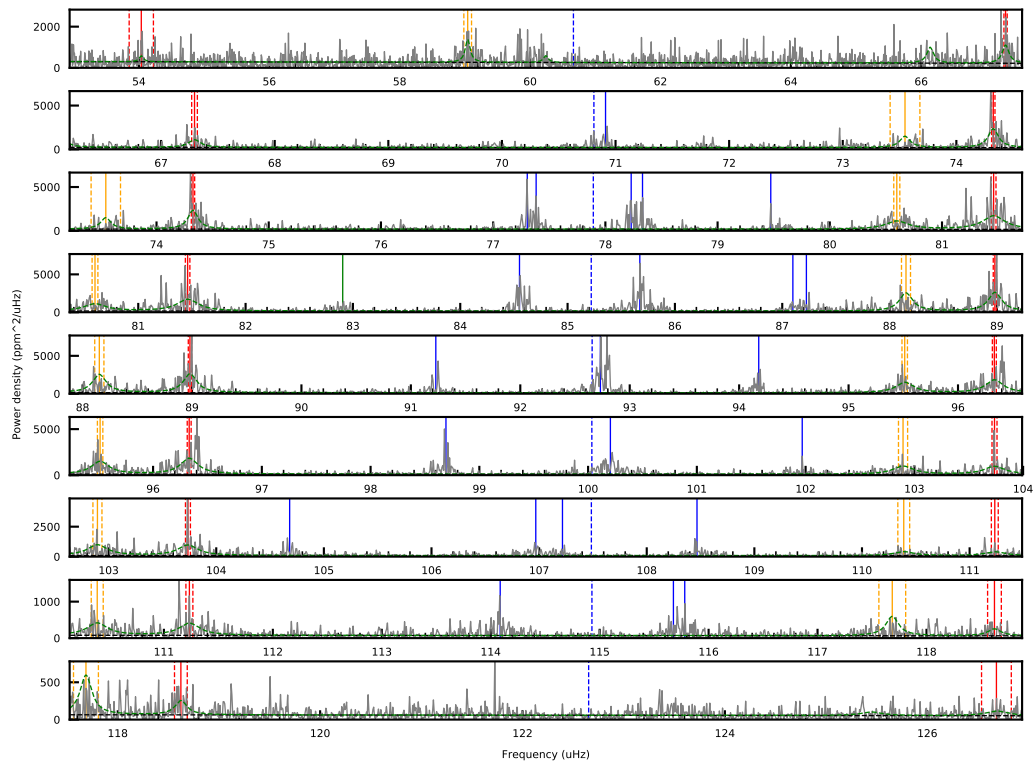 2000
0
54 56 58 60 62 64 66
5000
0
67 68 69 70 71 72 73 74
5000
0
74 75 76 77 78 79 80 81
5000
0
81 82 83 84 85 86 87 88 89
Power density (ppm^2/uHz)
5000
0
88 89 90 91 92 93 94 95 96
5000
0
96 97 98 99 100 101 102 103 104
2500
0
103 104 105 106 107 108 109 110 111
1000
0
111 112 113 114 115 116 117 118
500
0
118 120 122 124 126
Frequency (uHz)